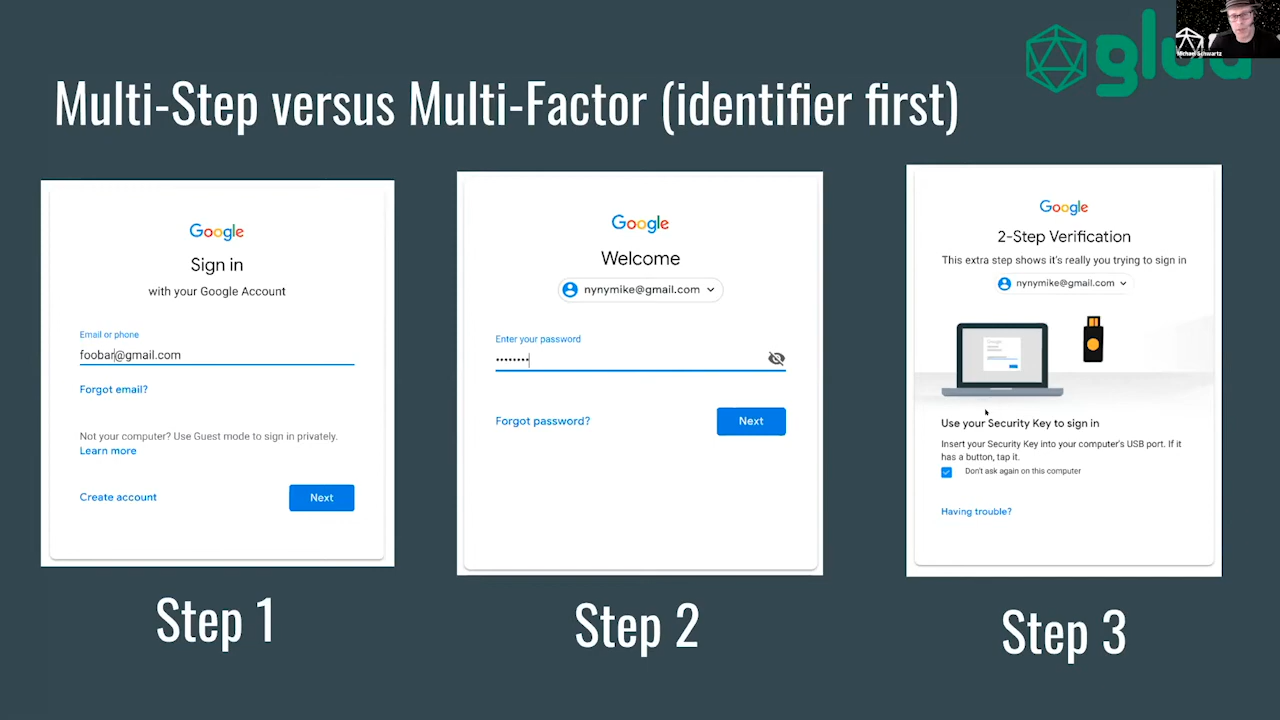 Michael Schwartz
gluu
Multi-Step versus Multi-Factor (identifier first)
Google
Sign in
with your Google Account
Email or phone
foobar@gmail.com
Forgot email?
Not your computer? Use Guest mode to sign in privately.
Learn more
Create account
Next
Step 1
Google
Welcome
nynymike@gmail.com
Enter your password
••••••••
Forgot password?
Next
Step 2
Google
2-Step Verification
This extra step shows it's really you trying to sign in
nynymike@gmail.com
Google
Use your Security Key to sign in
Insert your Security Key into your computer's USB port. If it
has a button, tap it.
Don't ask again on this computer
Having trouble?
Step 3